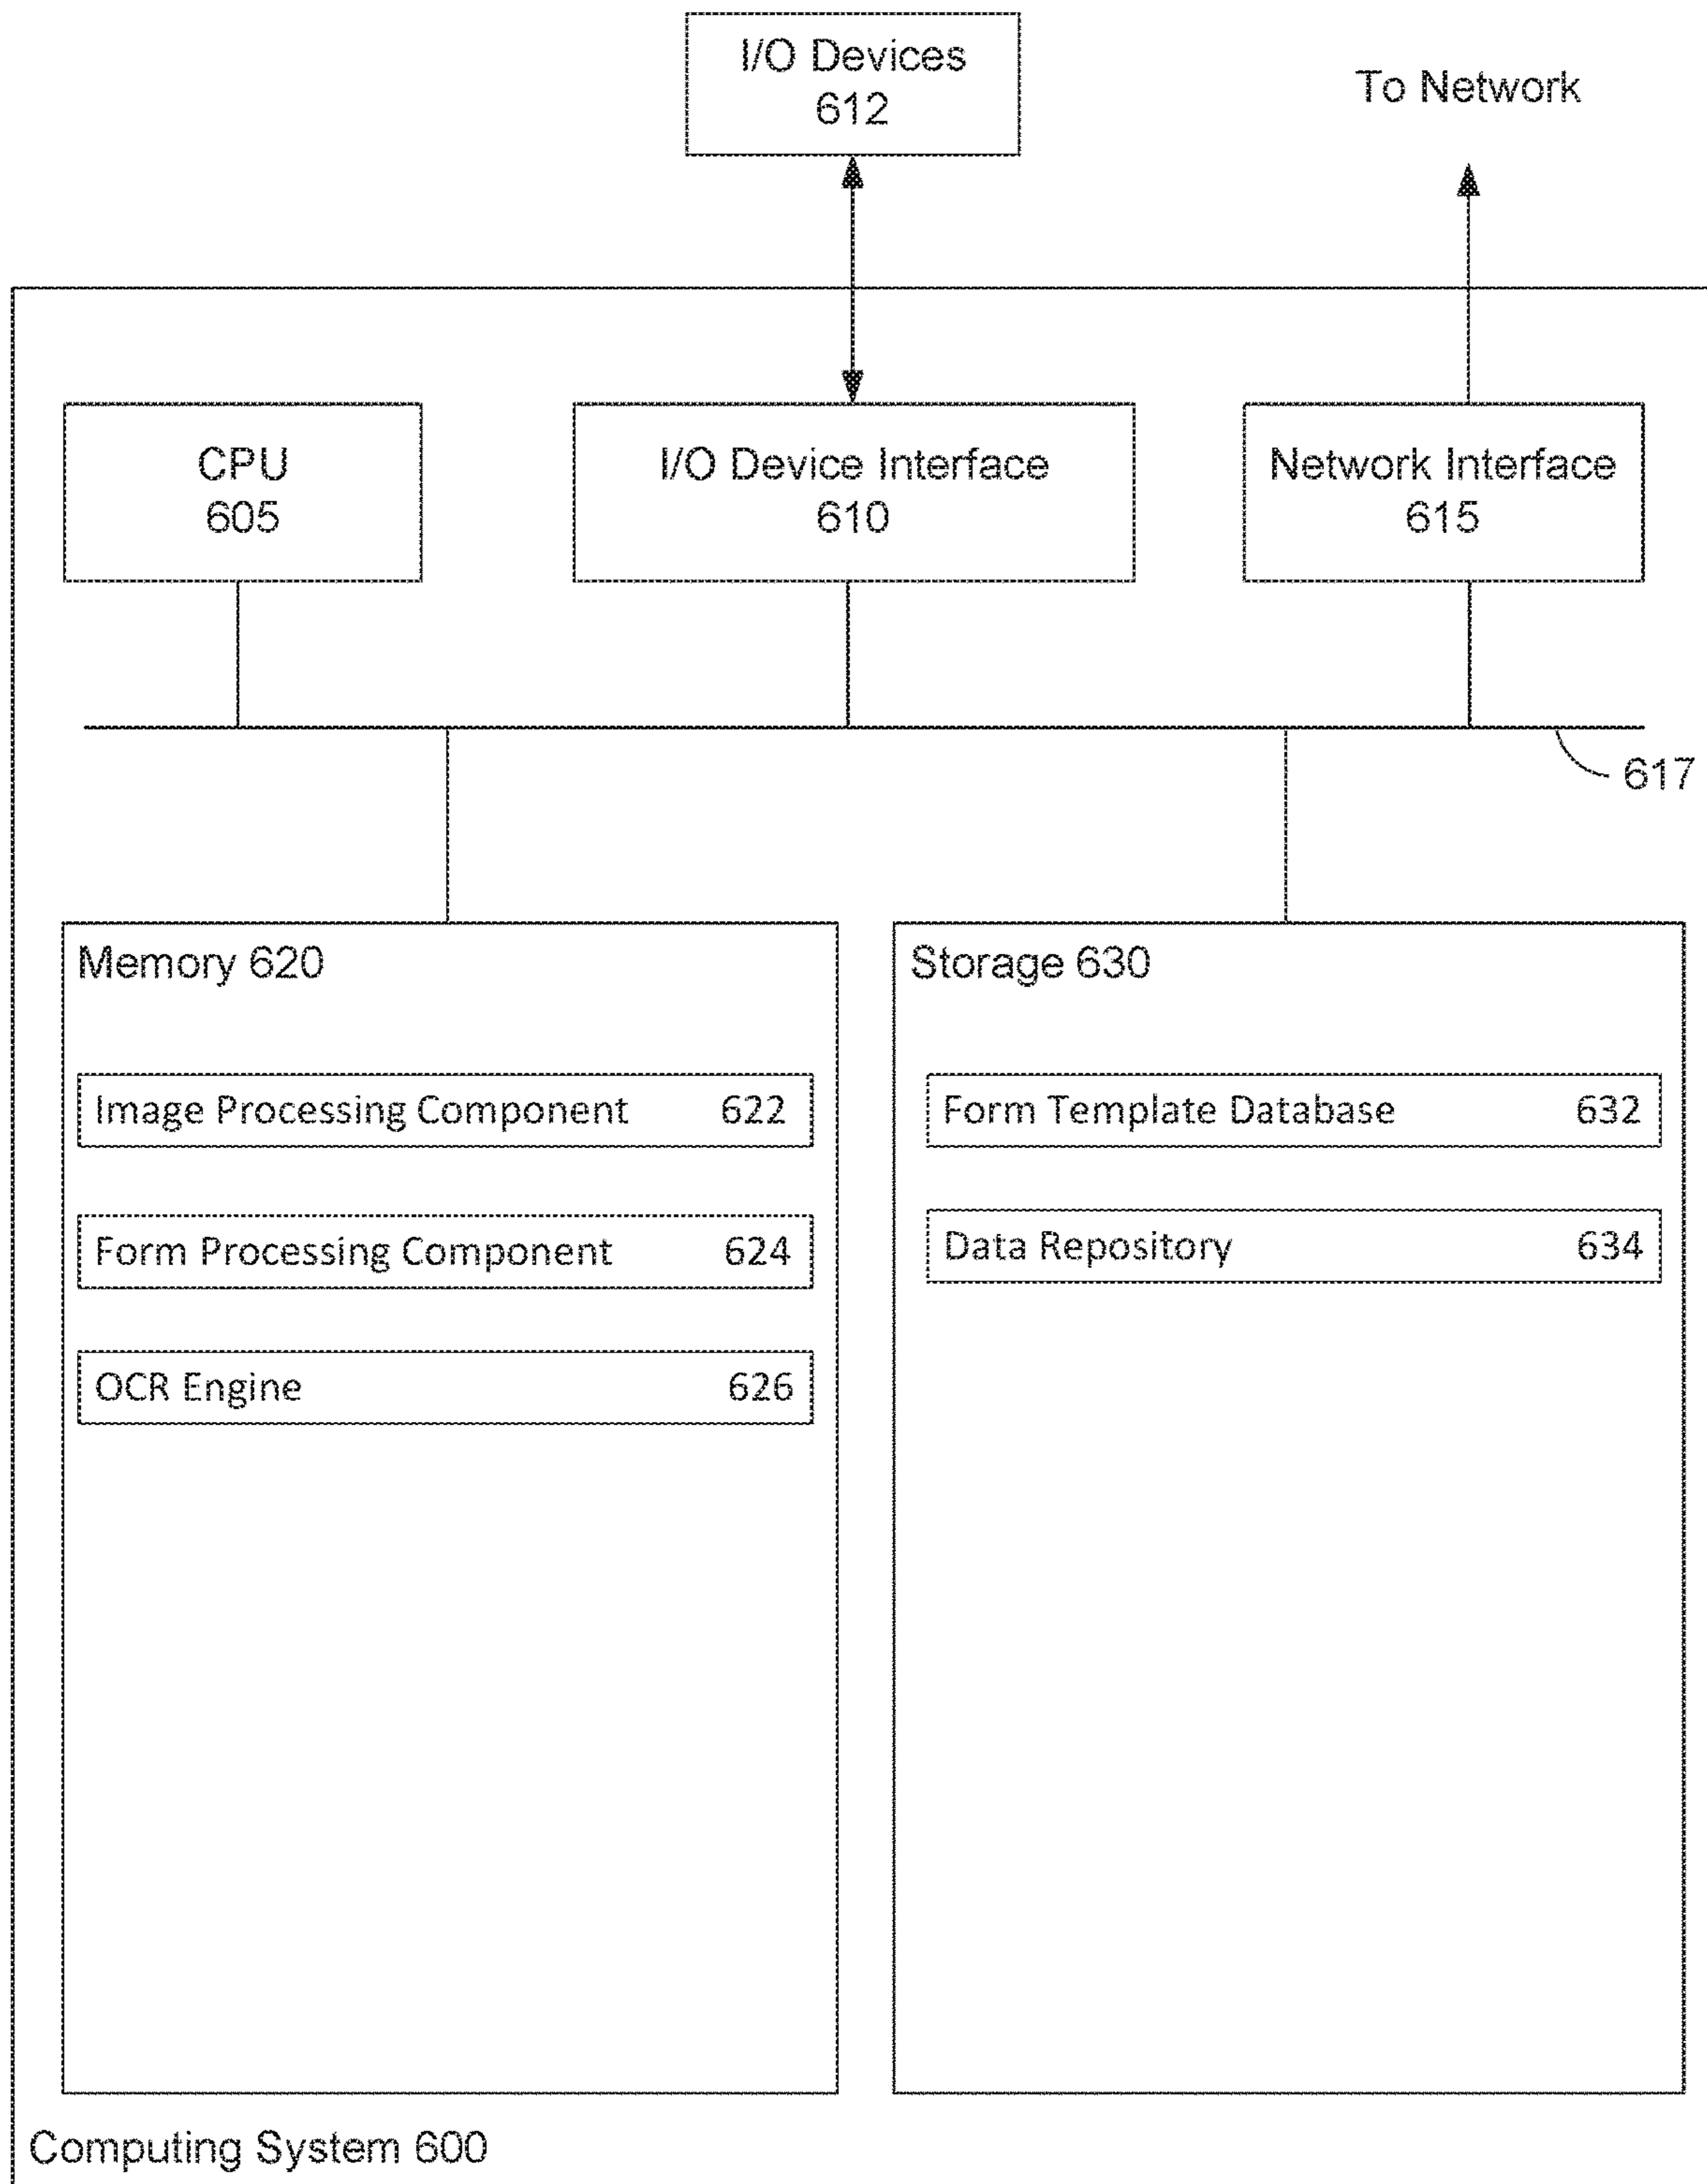 I/O Devices
612
To Network
CPU
605
I/O Device Interface
610
Network Interface
615
617
Memory 620
Image Processing Component 622
Form Processing Component 624
OCR Engine 626
Storage 630
Form Template Database 632
Data Repository 634
Computing System 600